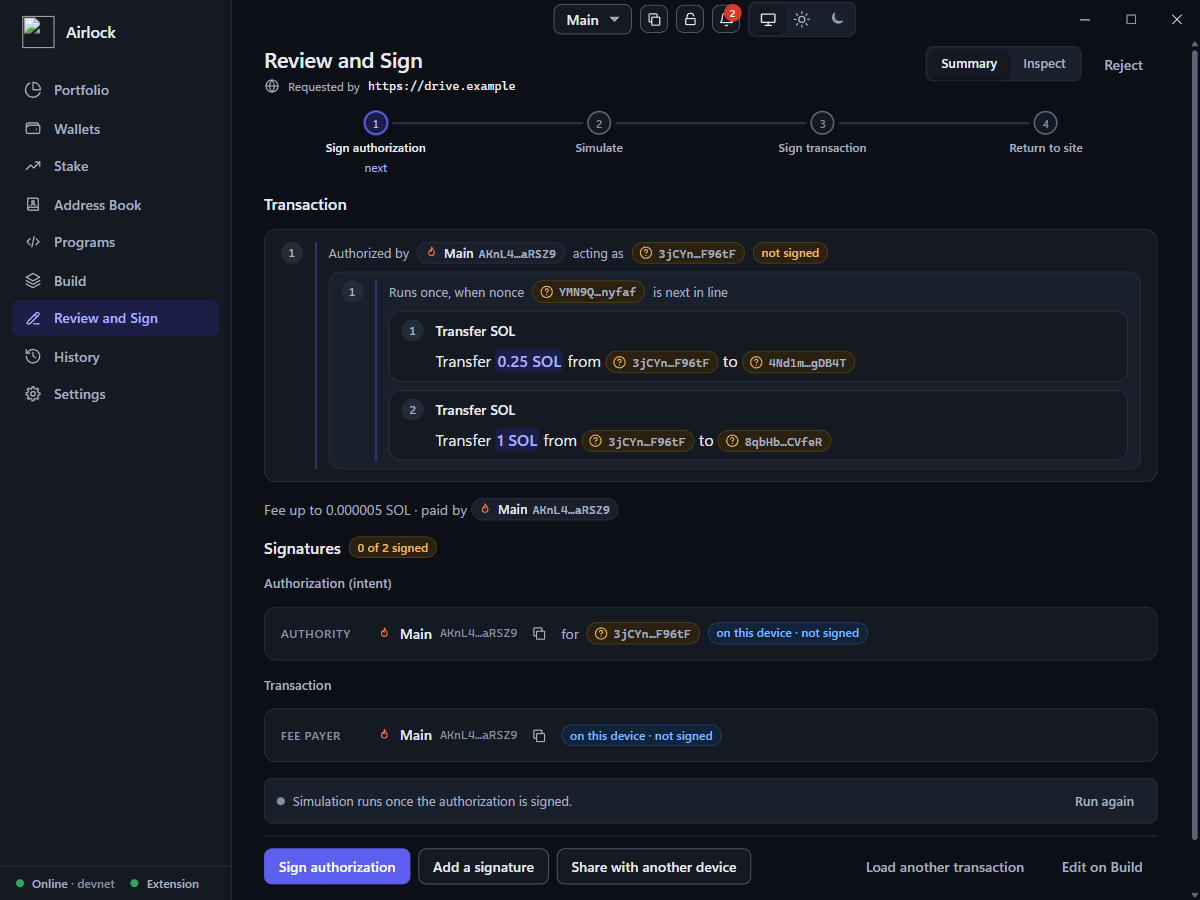 Airlock
Main
2
Portfolio
Wallets
Stake
Address Book
Programs
Build
Review and Sign
History
Settings
Online · devnet
Extension
Review and Sign
Requested by https://drive.example
Summary
Inspect
Reject
1
2
3
4
Sign authorization
Simulate
Sign transaction
Return to site
next
Transaction
1 Authorized by Main AKnL4…aRSZ9 acting as 3jCYn…F96tF not signed
1 Runs once, when nonce YMN9Q…nyfaf is next in line
1 Transfer SOL
Transfer 0.25 SOL from 3jCYn…F96tF to 4Nd1m…gDB4T
2 Transfer SOL
Transfer 1 SOL from 3jCYn…F96tF to 8qbHb…CVfeR
Fee up to 0.000005 SOL · paid by Main AKnL4…aRSZ9
Signatures 0 of 2 signed
Authorization (intent)
AUTHORITY Main AKnL4…aRSZ9 for 3jCYn…F96tF on this device · not signed
Transaction
FEE PAYER Main AKnL4…aRSZ9 on this device · not signed
Simulation runs once the authorization is signed.
Run again
Sign authorization
Add a signature
Share with another device
Load another transaction
Edit on Build